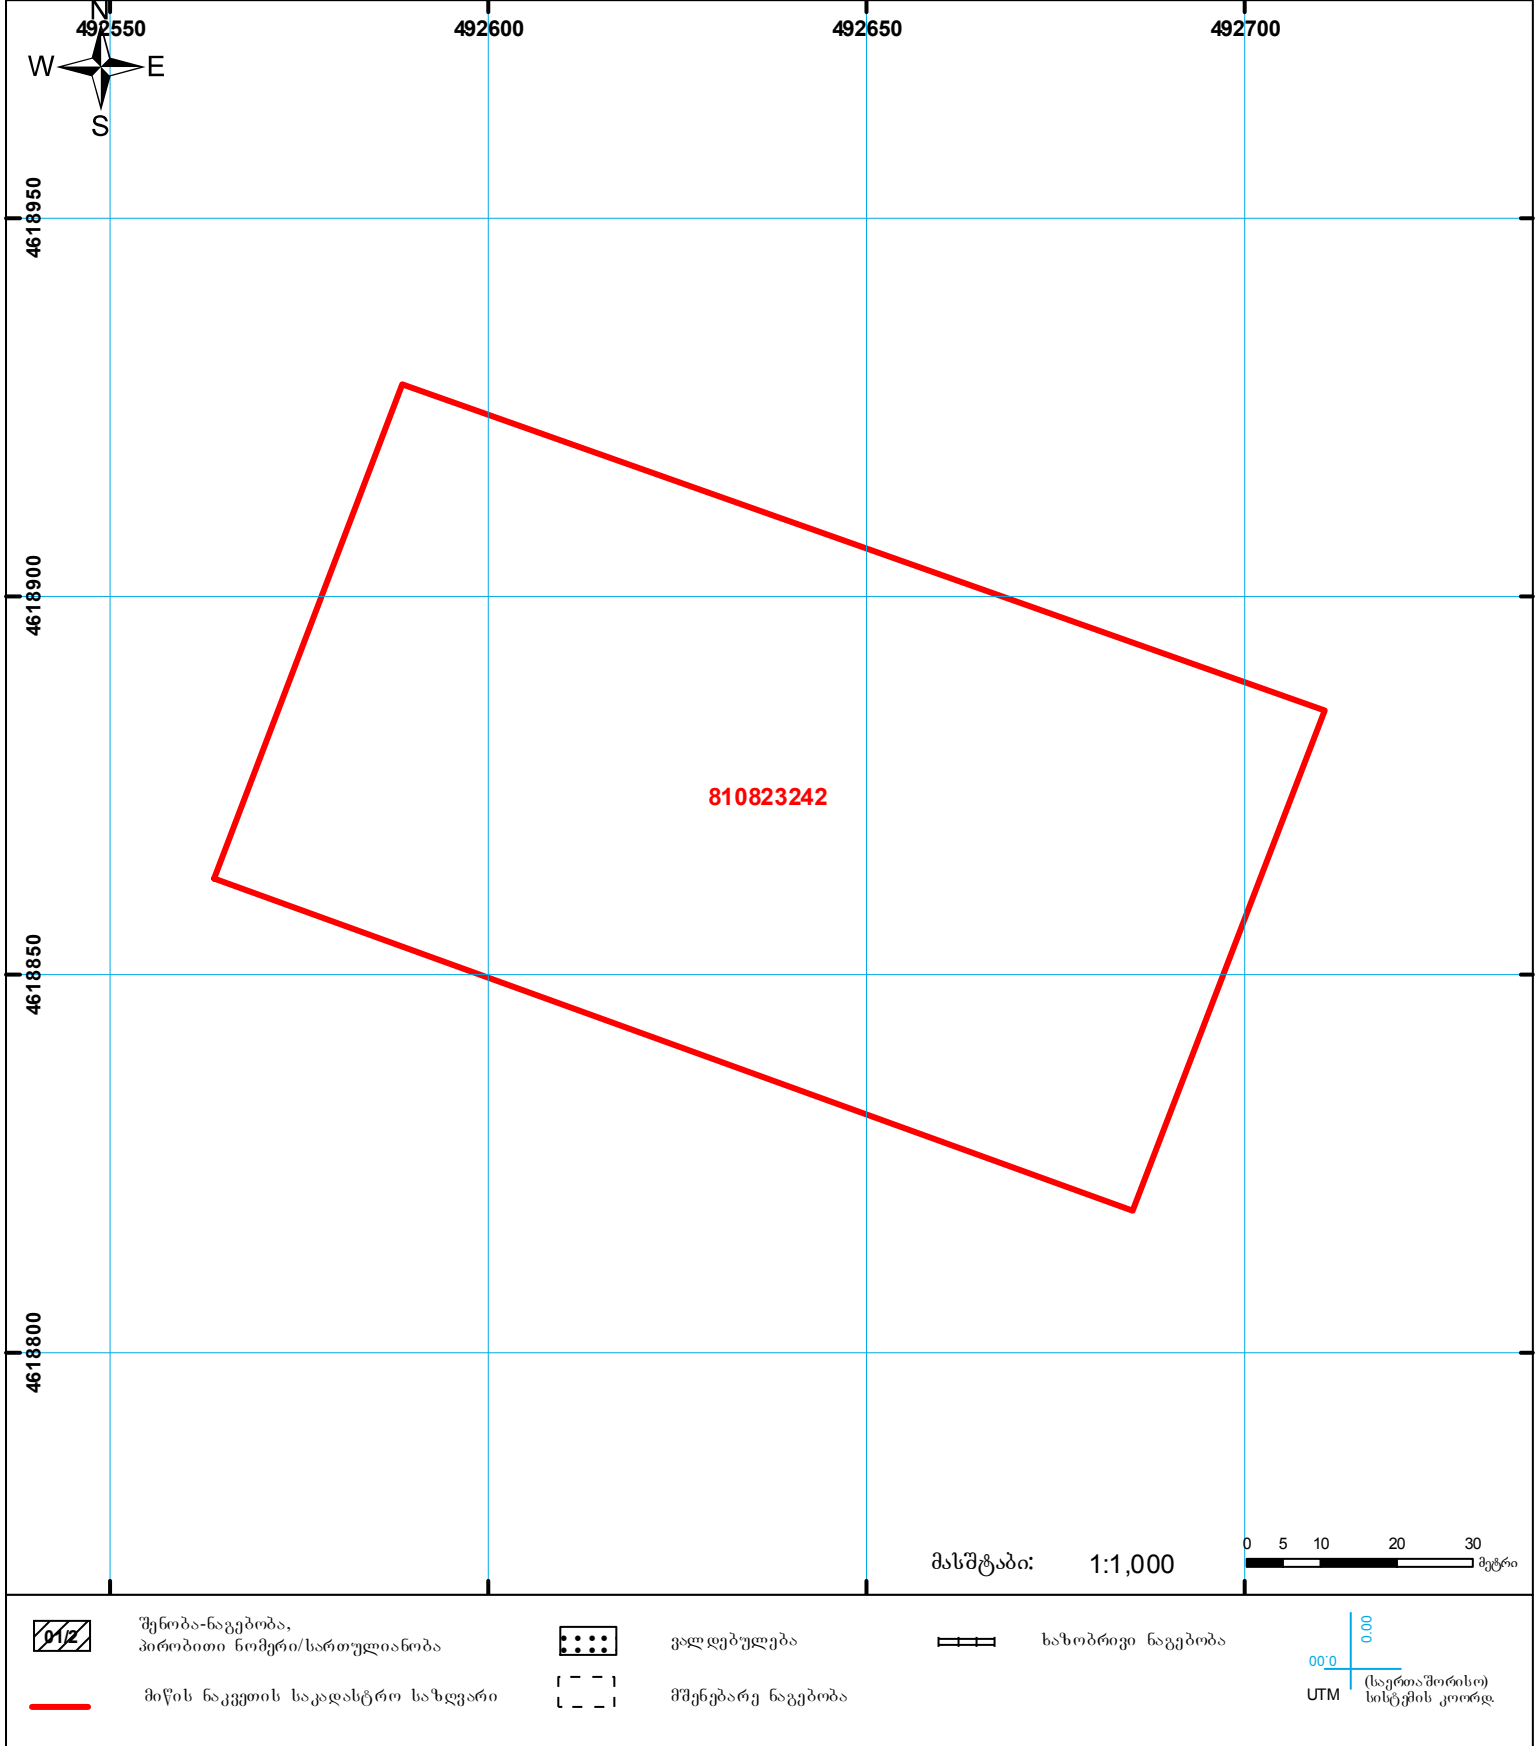 N
492550
492600
492650
492700
W
E
S
4618950
4618900
4618850
4618800
810823242
მასშტაბი: 1:1,000
0 5 10 20 30
მეტრი
01/2
შენობა-ნაგებობა,
პირობითი ნომერი/სართულიანობა
ვალდებულება
ხაზობრივი ნაგებობა
მიწის ნაკვეთის საკადასტრო საზღვარი
მშენებარე ნაგებობა
0.00
0.00
UTM
(საერთაშორისო)
სისტემის კოორდ.